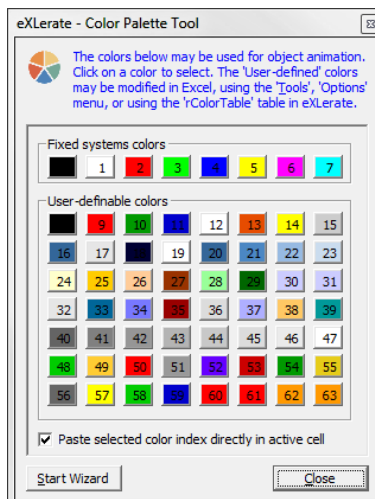 eXLerate - Color Palette Tool
The colors below may be used for object animation.
Click on a color to select. The 'User-defined' colors
may be modified in Excel, using the 'Tools', 'Options'
menu, or using the 'rColorTable' table in eXLerate.
Fixed systems colors
1 2 3 4 5 6 7
User-definable colors
9 10 11 12 13 14 15
16 17 18 19 20 21 22 23
24 25 26 27 28 29 30 31
32 33 34 35 36 37 38 39
40 41 42 43 44 45 46 47
48 49 50 51 52 53 54 55
56 57 58 59 60 61 62 63
Paste selected color index directly in active cell
Start Wizard Close